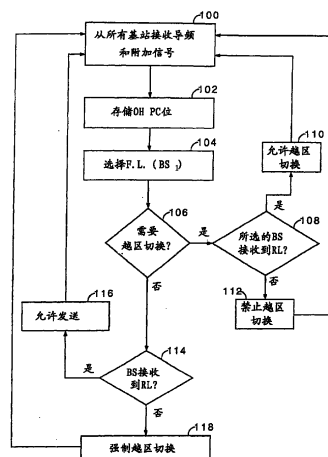 100
从所有基站接收导频
和附加信号
102
存储OH PC位
104
选择F.L.(BS i)
106
需要
越区切换?
是
108
所选的BS
接收到RL?
是
110
允许越区
切换
否
112
禁止越区
切换
否
114
BS接收
到RL?
是
116
允许发送
否
118
强制越区切换